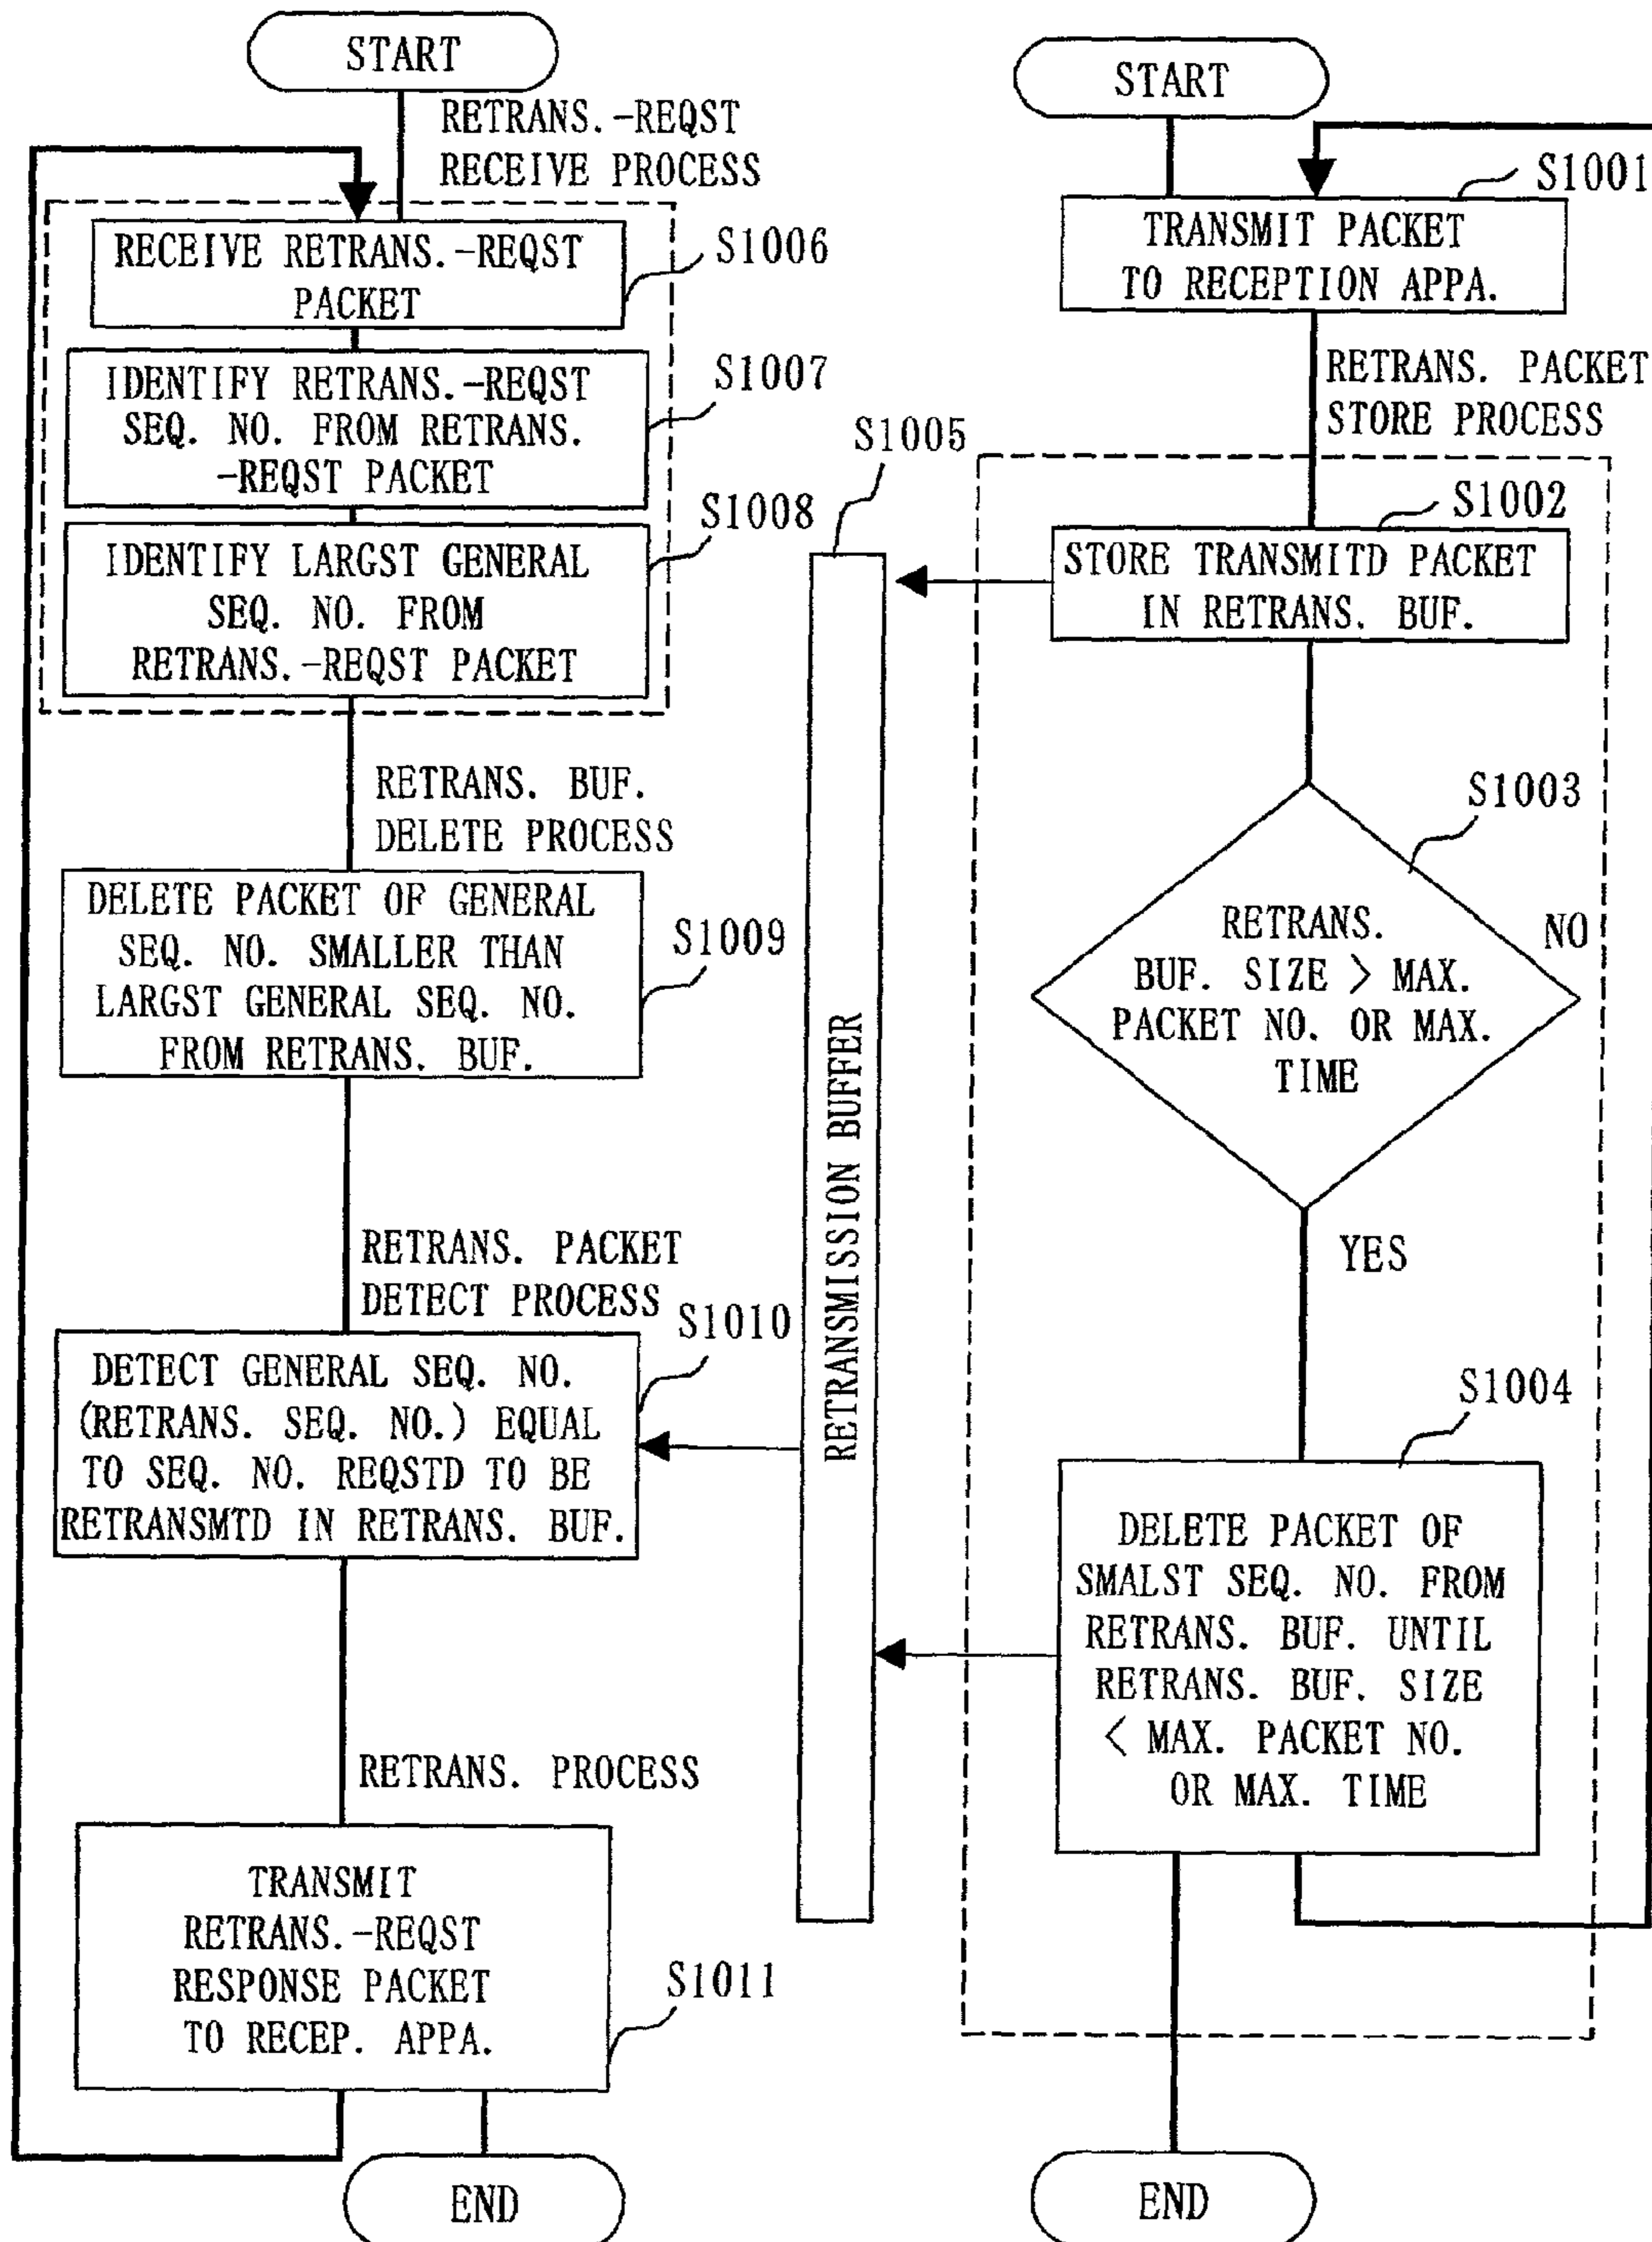 START
RETRANS.-REQST
RECEIVE PROCESS
RECEIVE RETRANS.-REQST
PACKET
S1006
IDENTIFY RETRANS.-REQST
SEQ. NO. FROM RETRANS.
-REQST PACKET
S1007
IDENTIFY LARGST GENERAL
SEQ. NO. FROM
RETRANS.-REQST PACKET
S1008
RETRANS. BUF.
DELETE PROCESS
DELETE PACKET OF GENERAL
SEQ. NO. SMALLER THAN
LARGST GENERAL SEQ. NO.
FROM RETRANS. BUF.
S1009
RETRANS. PACKET
DETECT PROCESS
S1010
DETECT GENERAL SEQ. NO.
(RETRANS. SEQ. NO.) EQUAL
TO SEQ. NO. REQSTD TO BE
RETRANSMTD IN RETRANS. BUF.
RETRANS. PROCESS
TRANSMIT
RETRANS.-REQST
RESPONSE PACKET
TO RECEP. APPA.
S1011
END
S1005
RETRANSMISSION BUFFER
START
S1001
TRANSMIT PACKET
TO RECEPTION APPA.
RETRANS. PACKET
STORE PROCESS
S1002
STORE TRANSMITD PACKET
IN RETRANS. BUF.
S1003
RETRANS.
BUF. SIZE > MAX.
PACKET NO. OR MAX.
TIME
NO
YES
S1004
DELETE PACKET OF
SMALST SEQ. NO. FROM
RETRANS. BUF. UNTIL
RETRANS. BUF. SIZE
< MAX. PACKET NO.
OR MAX. TIME
END